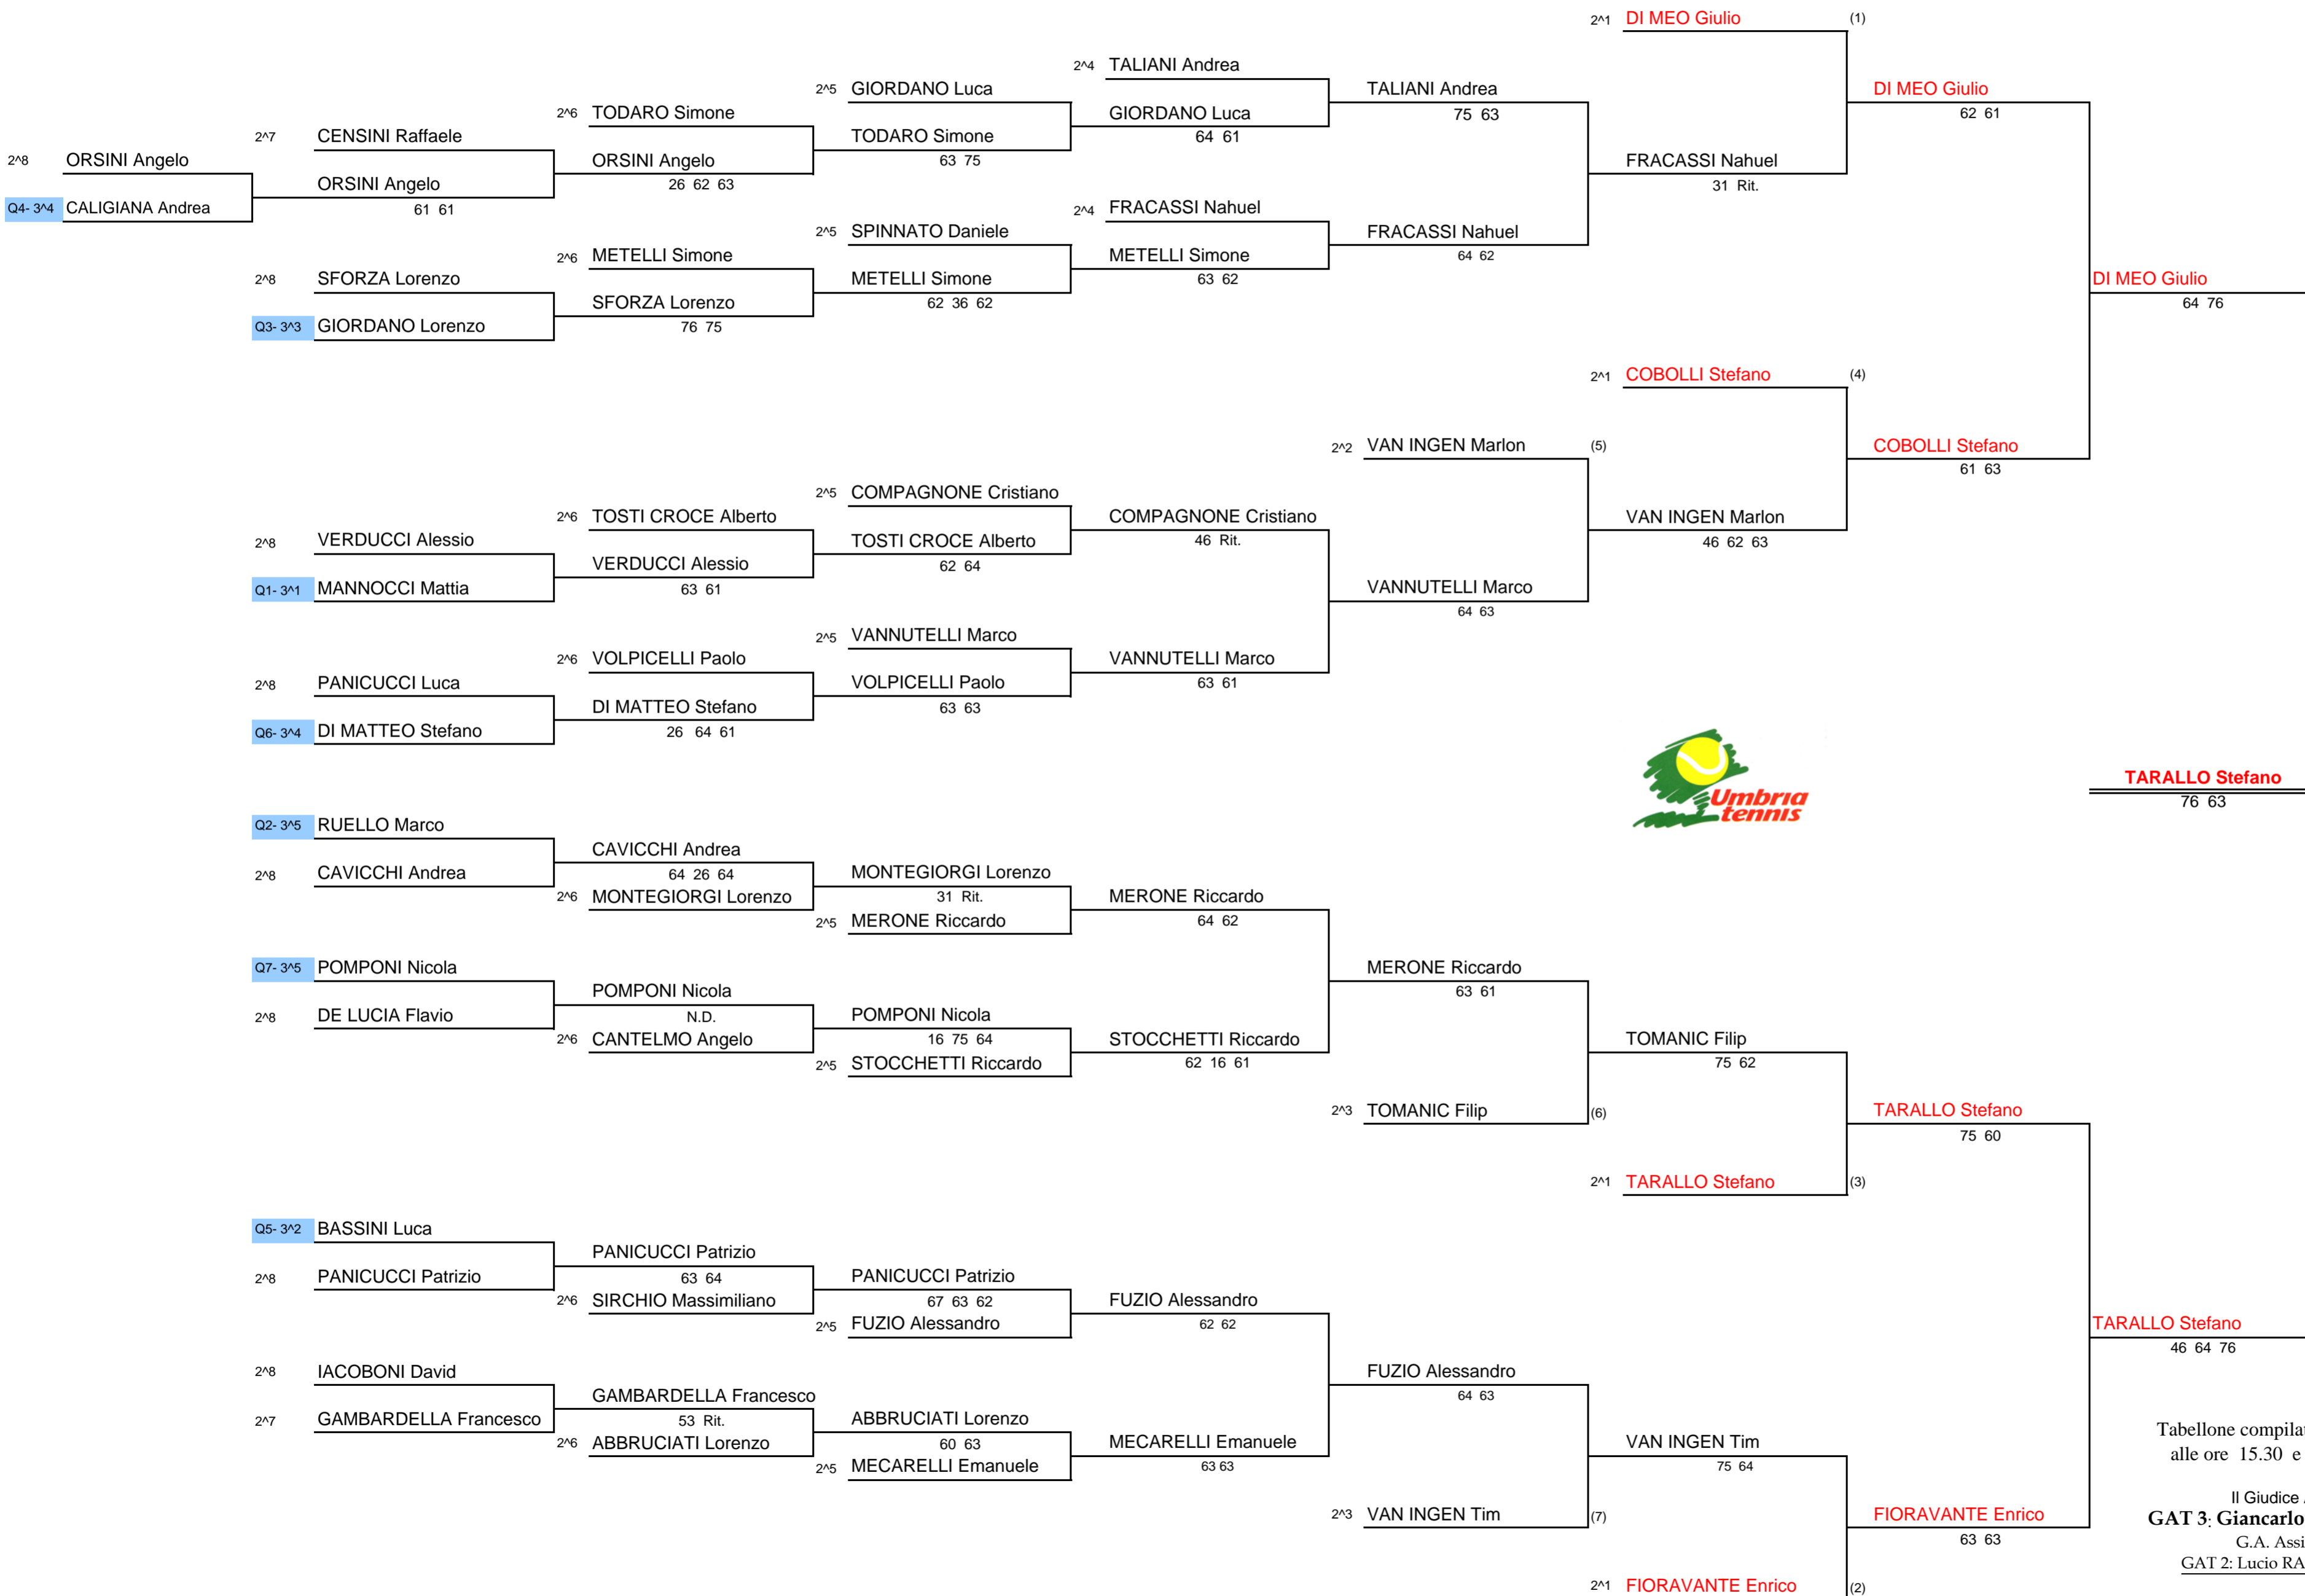 2^1 DI MEO Giulio (1)
2^4 TALIANI Andrea
2^5 GIORDANO Luca TALIANI Andrea DI MEO Giulio
2^6 TODARO Simone GIORDANO Luca 75 63 62 61
2^7 CENSINI Raffaele TODARO Simone 64 61
2^8 ORSINI Angelo ORSINI Angelo 63 75 FRACASSI Nahuel
ORSINI Angelo 26 62 63 31 Rit.
Q4- 3^4 CALIGIANA Andrea 61 61 2^4 FRACASSI Nahuel
2^5 SPINNATO Daniele FRACASSI Nahuel
2^6 METELLI Simone METELLI Simone 64 62
2^8 SFORZA Lorenzo METELLI Simone 63 62 DI MEO Giulio
SFORZA Lorenzo 62 36 62 64 76
Q3- 3^3 GIORDANO Lorenzo 76 75
2^1 COBOLLI Stefano (4)
2^2 VAN INGEN Marlon (5) COBOLLI Stefano
61 63
2^5 COMPAGNONE Cristiano
2^6 TOSTI CROCE Alberto COMPAGNONE Cristiano VAN INGEN Marlon
2^8 VERDUCCI Alessio TOSTI CROCE Alberto 46 Rit. 46 62 63
VERDUCCI Alessio 62 64
Q1- 3^1 MANNOCCI Mattia 63 61 VANNUTELLI Marco
64 63
2^5 VANNUTELLI Marco
2^6 VOLPICELLI Paolo VANNUTELLI Marco
2^8 PANICUCCI Luca VOLPICELLI Paolo 63 61
DI MATTEO Stefano 63 63
Q6- 3^4 DI MATTEO Stefano 26 64 61
TARALLO Stefano
Umbria
76 63
tennis
Q2- 3^5 RUELLO Marco
CAVICCHI Andrea
2^8 CAVICCHI Andrea 64 26 64 MONTEGIORGI Lorenzo
2^6 MONTEGIORGI Lorenzo 31 Rit. MERONE Riccardo
2^5 MERONE Riccardo 64 62
Q7- 3^5 POMPONI Nicola MERONE Riccardo
POMPONI Nicola 63 61
2^8 DE LUCIA Flavio N.D. POMPONI Nicola
2^6 CANTELMO Angelo 16 75 64 STOCCHETTI Riccardo TOMANIC Filip
2^5 STOCCHETTI Riccardo 62 16 61 75 62
2^3 TOMANIC Filip (6) TARALLO Stefano
75 60
2^1 TARALLO Stefano (3)
Q5- 3^2 BASSINI Luca
PANICUCCI Patrizio
2^8 PANICUCCI Patrizio 63 64 PANICUCCI Patrizio
2^6 SIRCHIO Massimiliano 67 63 62 FUZIO Alessandro
2^5 FUZIO Alessandro 62 62 TARALLO Stefano
46 64 76
2^8 IACOBONI David FUZIO Alessandro
GAMBARDELLA Francesco 64 63
2^7 GAMBARDELLA Francesco 53 Rit. ABBRUCIATI Lorenzo
2^6 ABBRUCIATI Lorenzo 60 63 MECARELLI Emanuele VAN INGEN Tim
2^5 MECARELLI Emanuele 63 63 75 64
Tabellone compilat
alle ore 15.30 e
Il Giudice
2^3 VAN INGEN Tim (7) FIORAVANTE Enrico
GAT 3: Giancarlo
63 63
G.A. Assi
GAT 2: Lucio RA
2^1 FIORAVANTE Enrico (2)